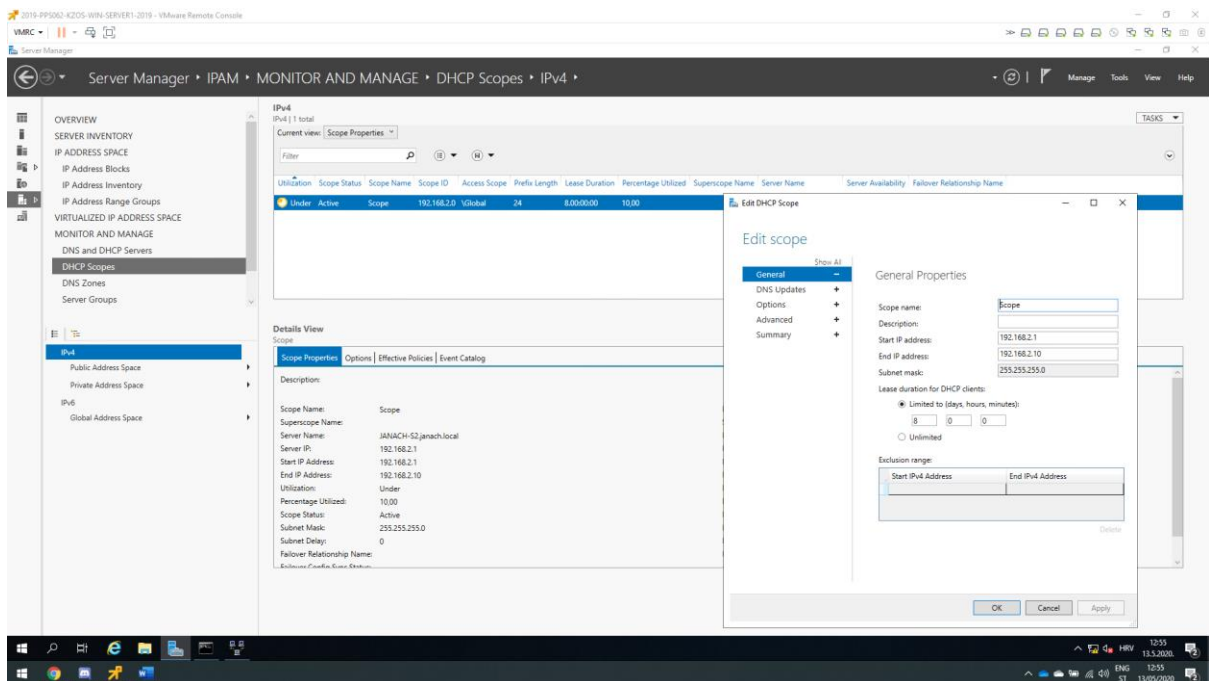 2019-PPS062-KZOS-WIN-SERVER1-2019 - VMware Remote Console
VMRC
Server Manager
Server Manager ‣ IPAM ‣ MONITOR AND MANAGE ‣ DHCP Scopes ‣ IPv4 ‣
Manage Tools View Help
OVERVIEW
SERVER INVENTORY
IP ADDRESS SPACE
IP Address Blocks
IP Address Inventory
IP Address Range Groups
VIRTUALIZED IP ADDRESS SPACE
MONITOR AND MANAGE
DNS and DHCP Servers
DHCP Scopes
DNS Zones
Server Groups
IPv4
Public Address Space
Private Address Space
IPv6
Global Address Space
IPv4
IPv4 | 1 total
TASKS
Current view: Scope Properties
Filter
Utilization Scope Status Scope Name Scope ID Access Scope Prefix Length Lease Duration Percentage Utilized Superscope Name Server Name Server Availability Failover Relationship Name
Under Active Scope 192.168.2.0 \Global 24 8.00:00:00 10,00
Details View
Scope
Scope Properties Options Effective Policies Event Catalog
Description:
Scope Name: Scope
Superscope Name:
Server Name: JANACH-S2.janach.local
Server IP: 192.168.2.1
Start IP Address: 192.168.2.1
End IP Address: 192.168.2.10
Utilization: Under
Percentage Utilized: 10,00
Scope Status: Active
Subnet Mask: 255.255.255.0
Subnet Delay: 0
Failover Relationship Name:
Failover Config Sync Status:
Edit DHCP Scope
Edit scope
Show All
General
DNS Updates
Options
Advanced
Summary
General Properties
Scope name: Scope
Description:
Start IP address: 192.168.2.1
End IP address: 192.168.2.10
Subnet mask: 255.255.255.0
Lease duration for DHCP clients:
Limited to (days, hours, minutes):
8 0 0
Unlimited
Exclusion range:
Start IPv4 Address End IPv4 Address
Delete
OK Cancel Apply
HRV 12:55
13.5.2020.
ENG 12:55
ST 13/05/2020